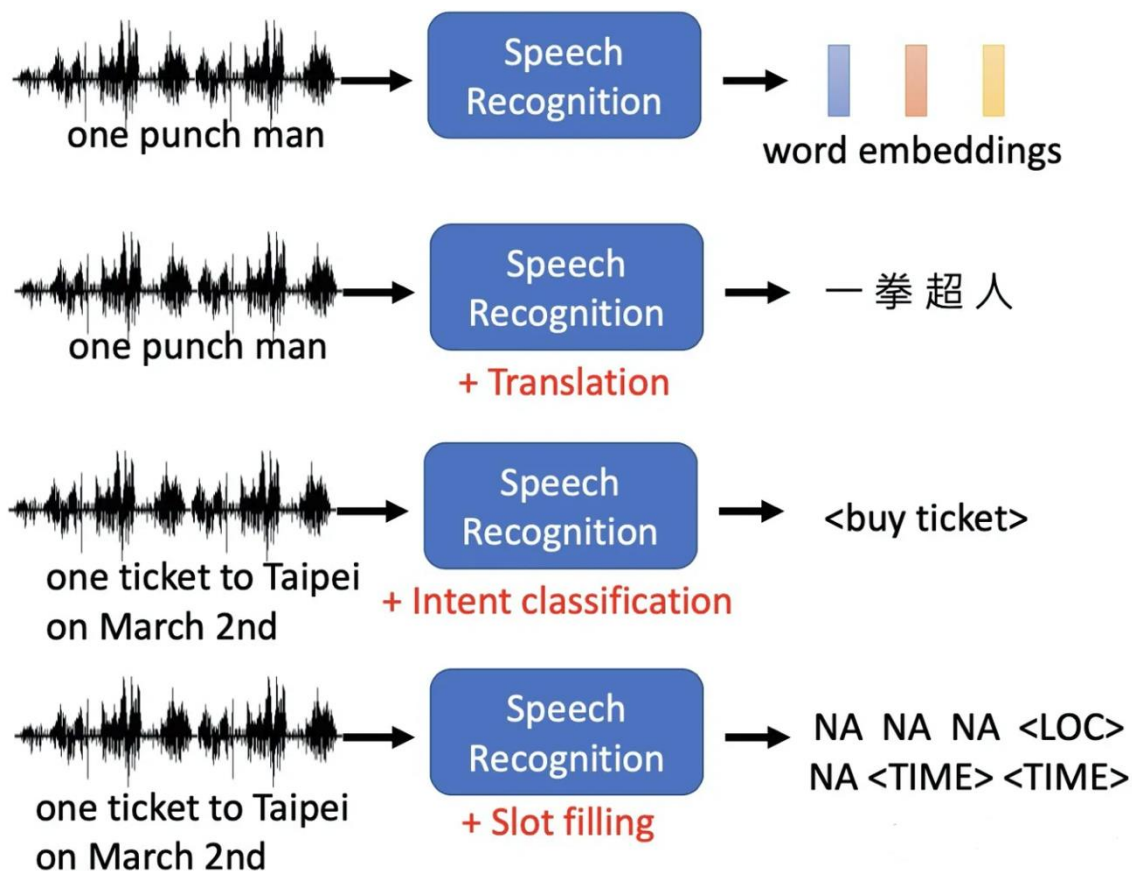 Speech
Recognition
one punch man
word embeddings
Speech
Recognition
one punch man
一 拳 超 人
+ Translation
Speech
Recognition
<buy ticket>
one ticket to Taipei
on March 2nd
+ Intent classification
Speech
Recognition
NA NA NA <LOC>
NA <TIME> <TIME>
one ticket to Taipei
on March 2nd
+ Slot filling